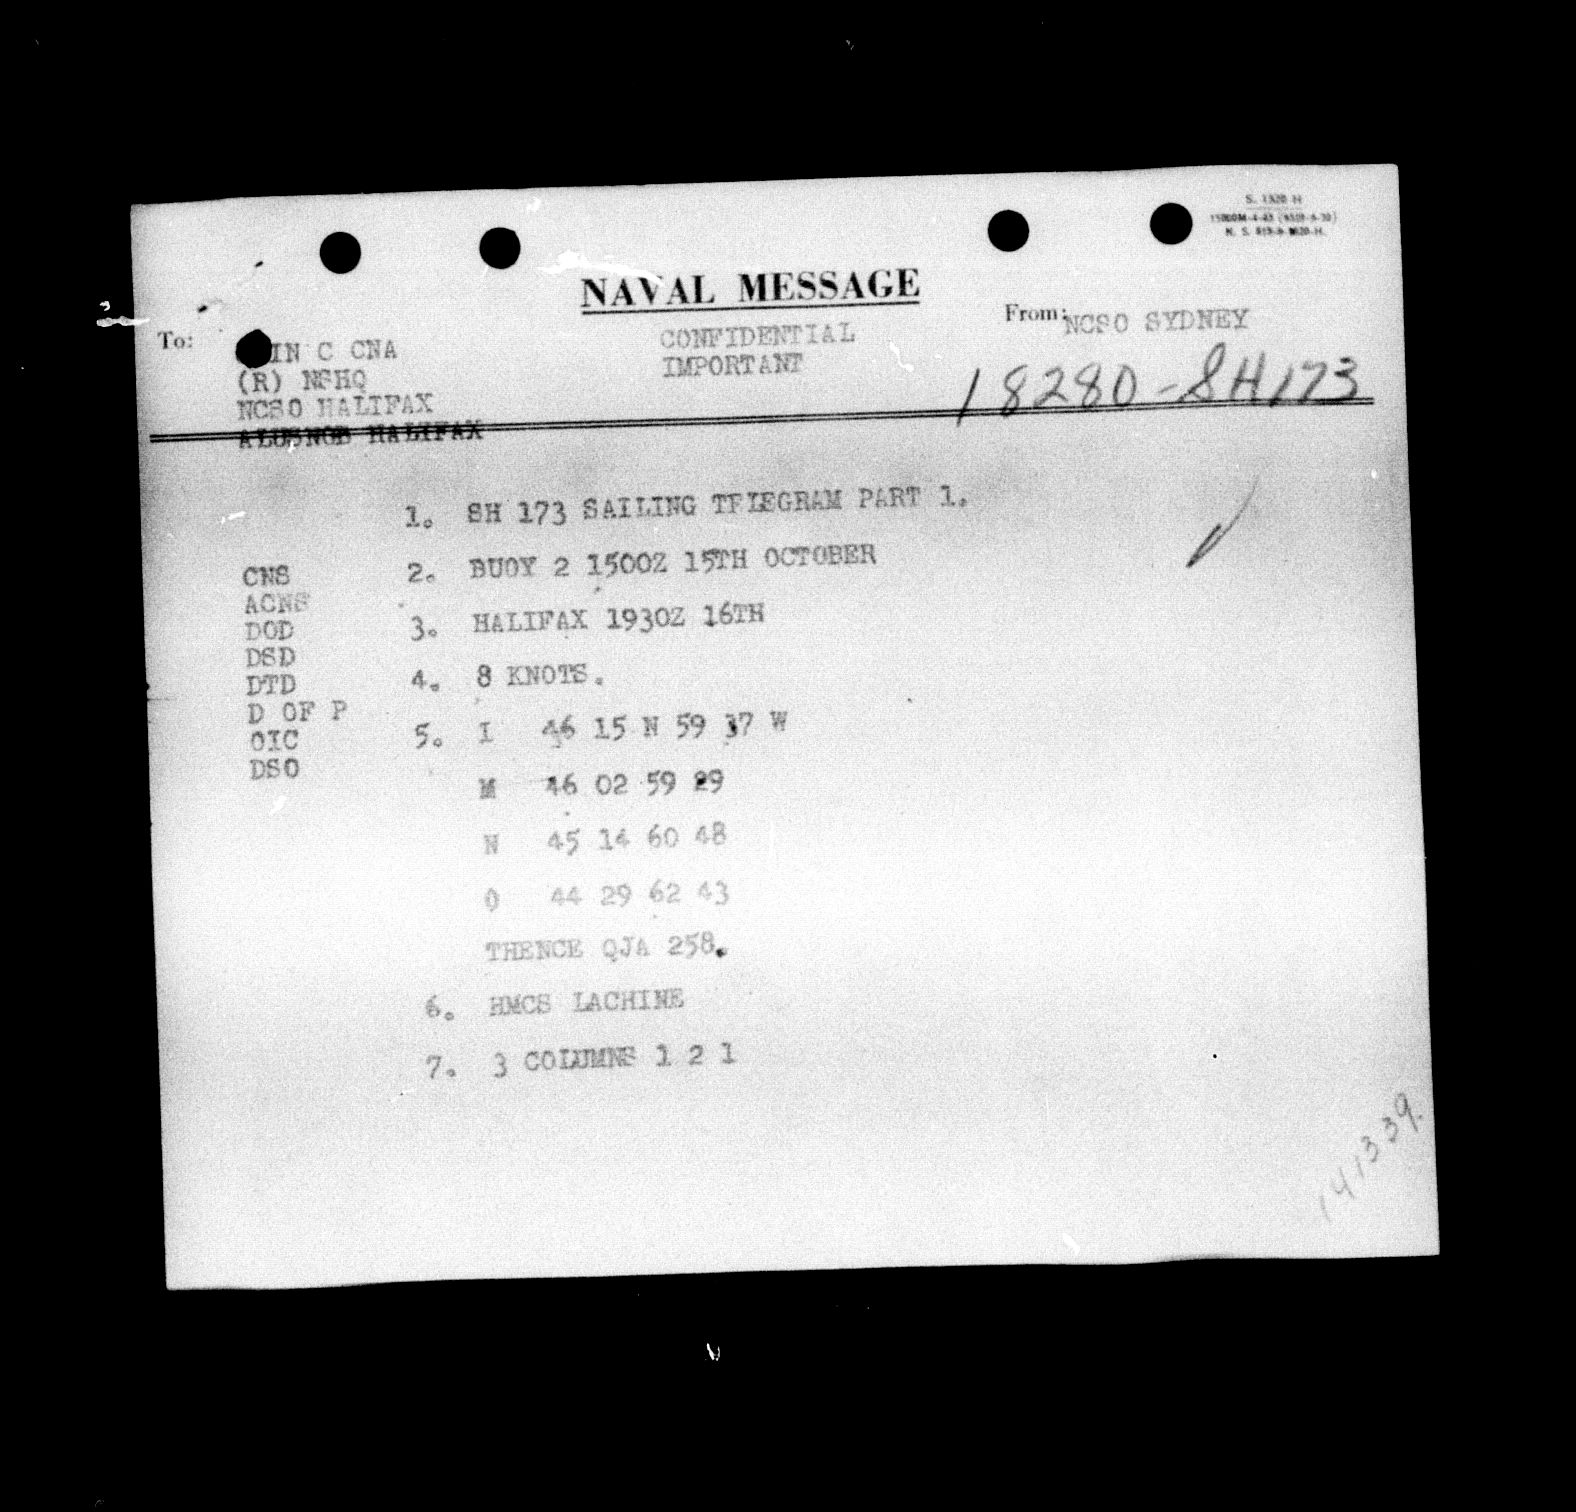 S. 1320 H
NAVAL MESSAGE
To:
From: NCSO SYDNEY
IN C CNA
(R) NSHQ
NCSO HALIFAX
ALUSNOB HALIFAX
CONFIDENTIAL
IMPORTANT
18280-SH173
1. SH 173 SAILING TELEGRAM PART 1.
2. BUOY 2 1500Z 15TH OCTOBER
3. HALIFAX 1930Z 16TH
4. 8 KNOTS.
5. I 46 15 N 59 37 W
M 46 02 59 29
N 45 14 60 48
O 44 29 62 43
THENCE QJA 258.
6. HMCS LACHINE
7. 3 COLUMNS 1 2 1
CNS
ACNS
DOD
DSD
DTD
D OF P
OIC
DSO
141339.